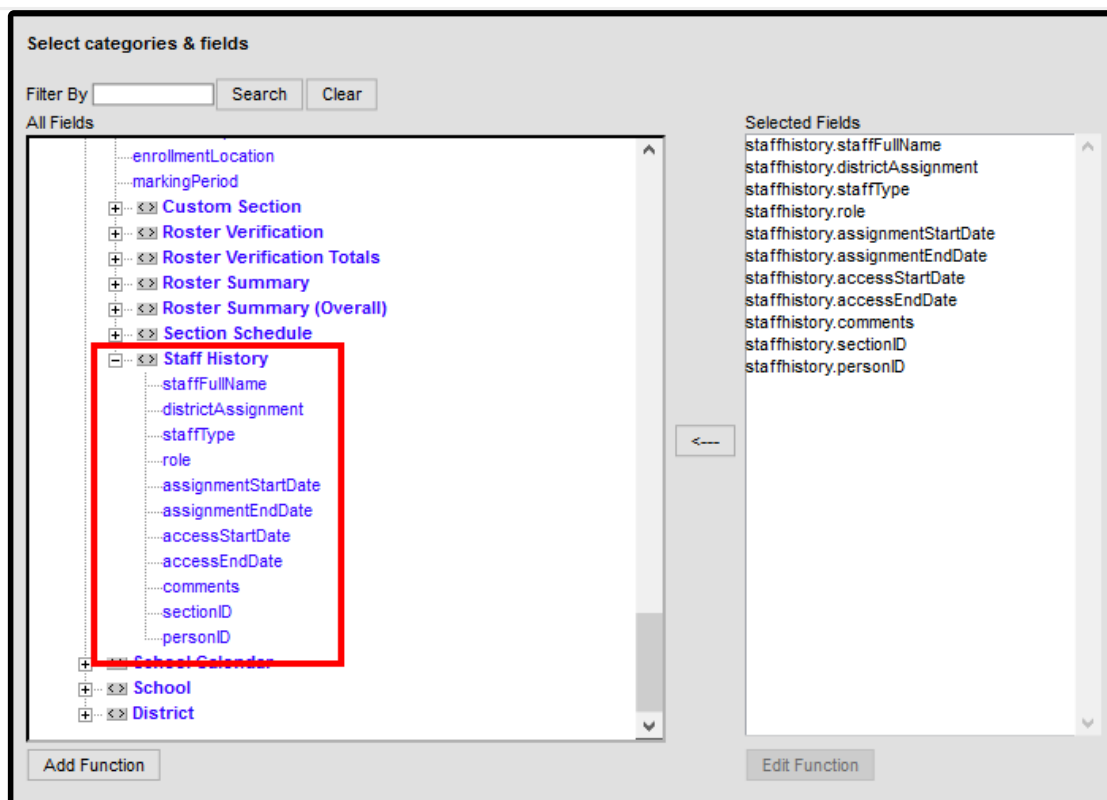 Select categories & fields
Filter By
Search
Clear
All Fields
enrollmentLocation
markingPeriod
Custom Section
Roster Verification
Roster Verification Totals
Roster Summary
Roster Summary (Overall)
Section Schedule
Staff History
staffFullName
districtAssignment
staffType
role
assignmentStartDate
assignmentEndDate
accessStartDate
accessEndDate
comments
sectionID
personID
School Calendar
School
District
Add Function
<---
Selected Fields
staffhistory.staffFullName
staffhistory.districtAssignment
staffhistory.staffType
staffhistory.role
staffhistory.assignmentStartDate
staffhistory.assignmentEndDate
staffhistory.accessStartDate
staffhistory.accessEndDate
staffhistory.comments
staffhistory.sectionID
staffhistory.personID
Edit Function